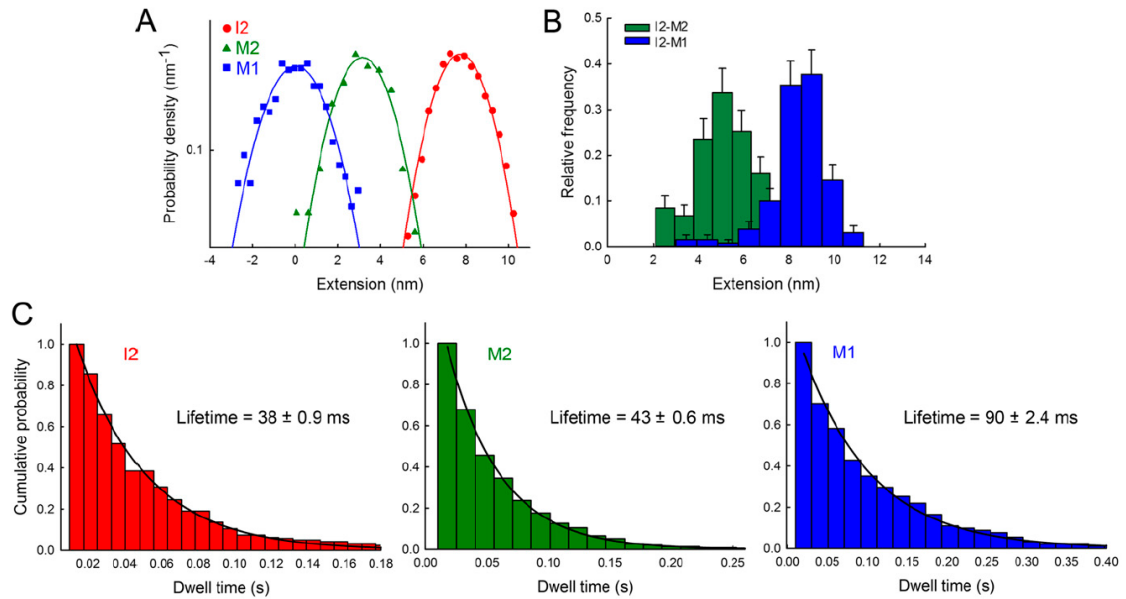 A
I2
M2
M1
Probability density (nm-1)
0.1
-4 -2 0 2 4 6 8 10
Extension (nm)
B
I2-M2
I2-M1
Relative frequency
0.5
0.4
0.3
0.2
0.1
0.0
0 2 4 6 8 10 12 14
Extension (nm)
C
Cumulative probability
1.0
0.8
0.6
0.4
0.2
0.0
I2
Lifetime = 38 ± 0.9 ms
0.02 0.04 0.06 0.08 0.10 0.12 0.14 0.16 0.18
Dwell time (s)
1.0
0.8
0.6
0.4
0.2
0.0
M2
Lifetime = 43 ± 0.6 ms
0.00 0.05 0.10 0.15 0.20 0.25
Dwell time (s)
1.0
0.8
0.6
0.4
0.2
0.0
M1
Lifetime = 90 ± 2.4 ms
0.00 0.05 0.10 0.15 0.20 0.25 0.30 0.35 0.40
Dwell time (s)